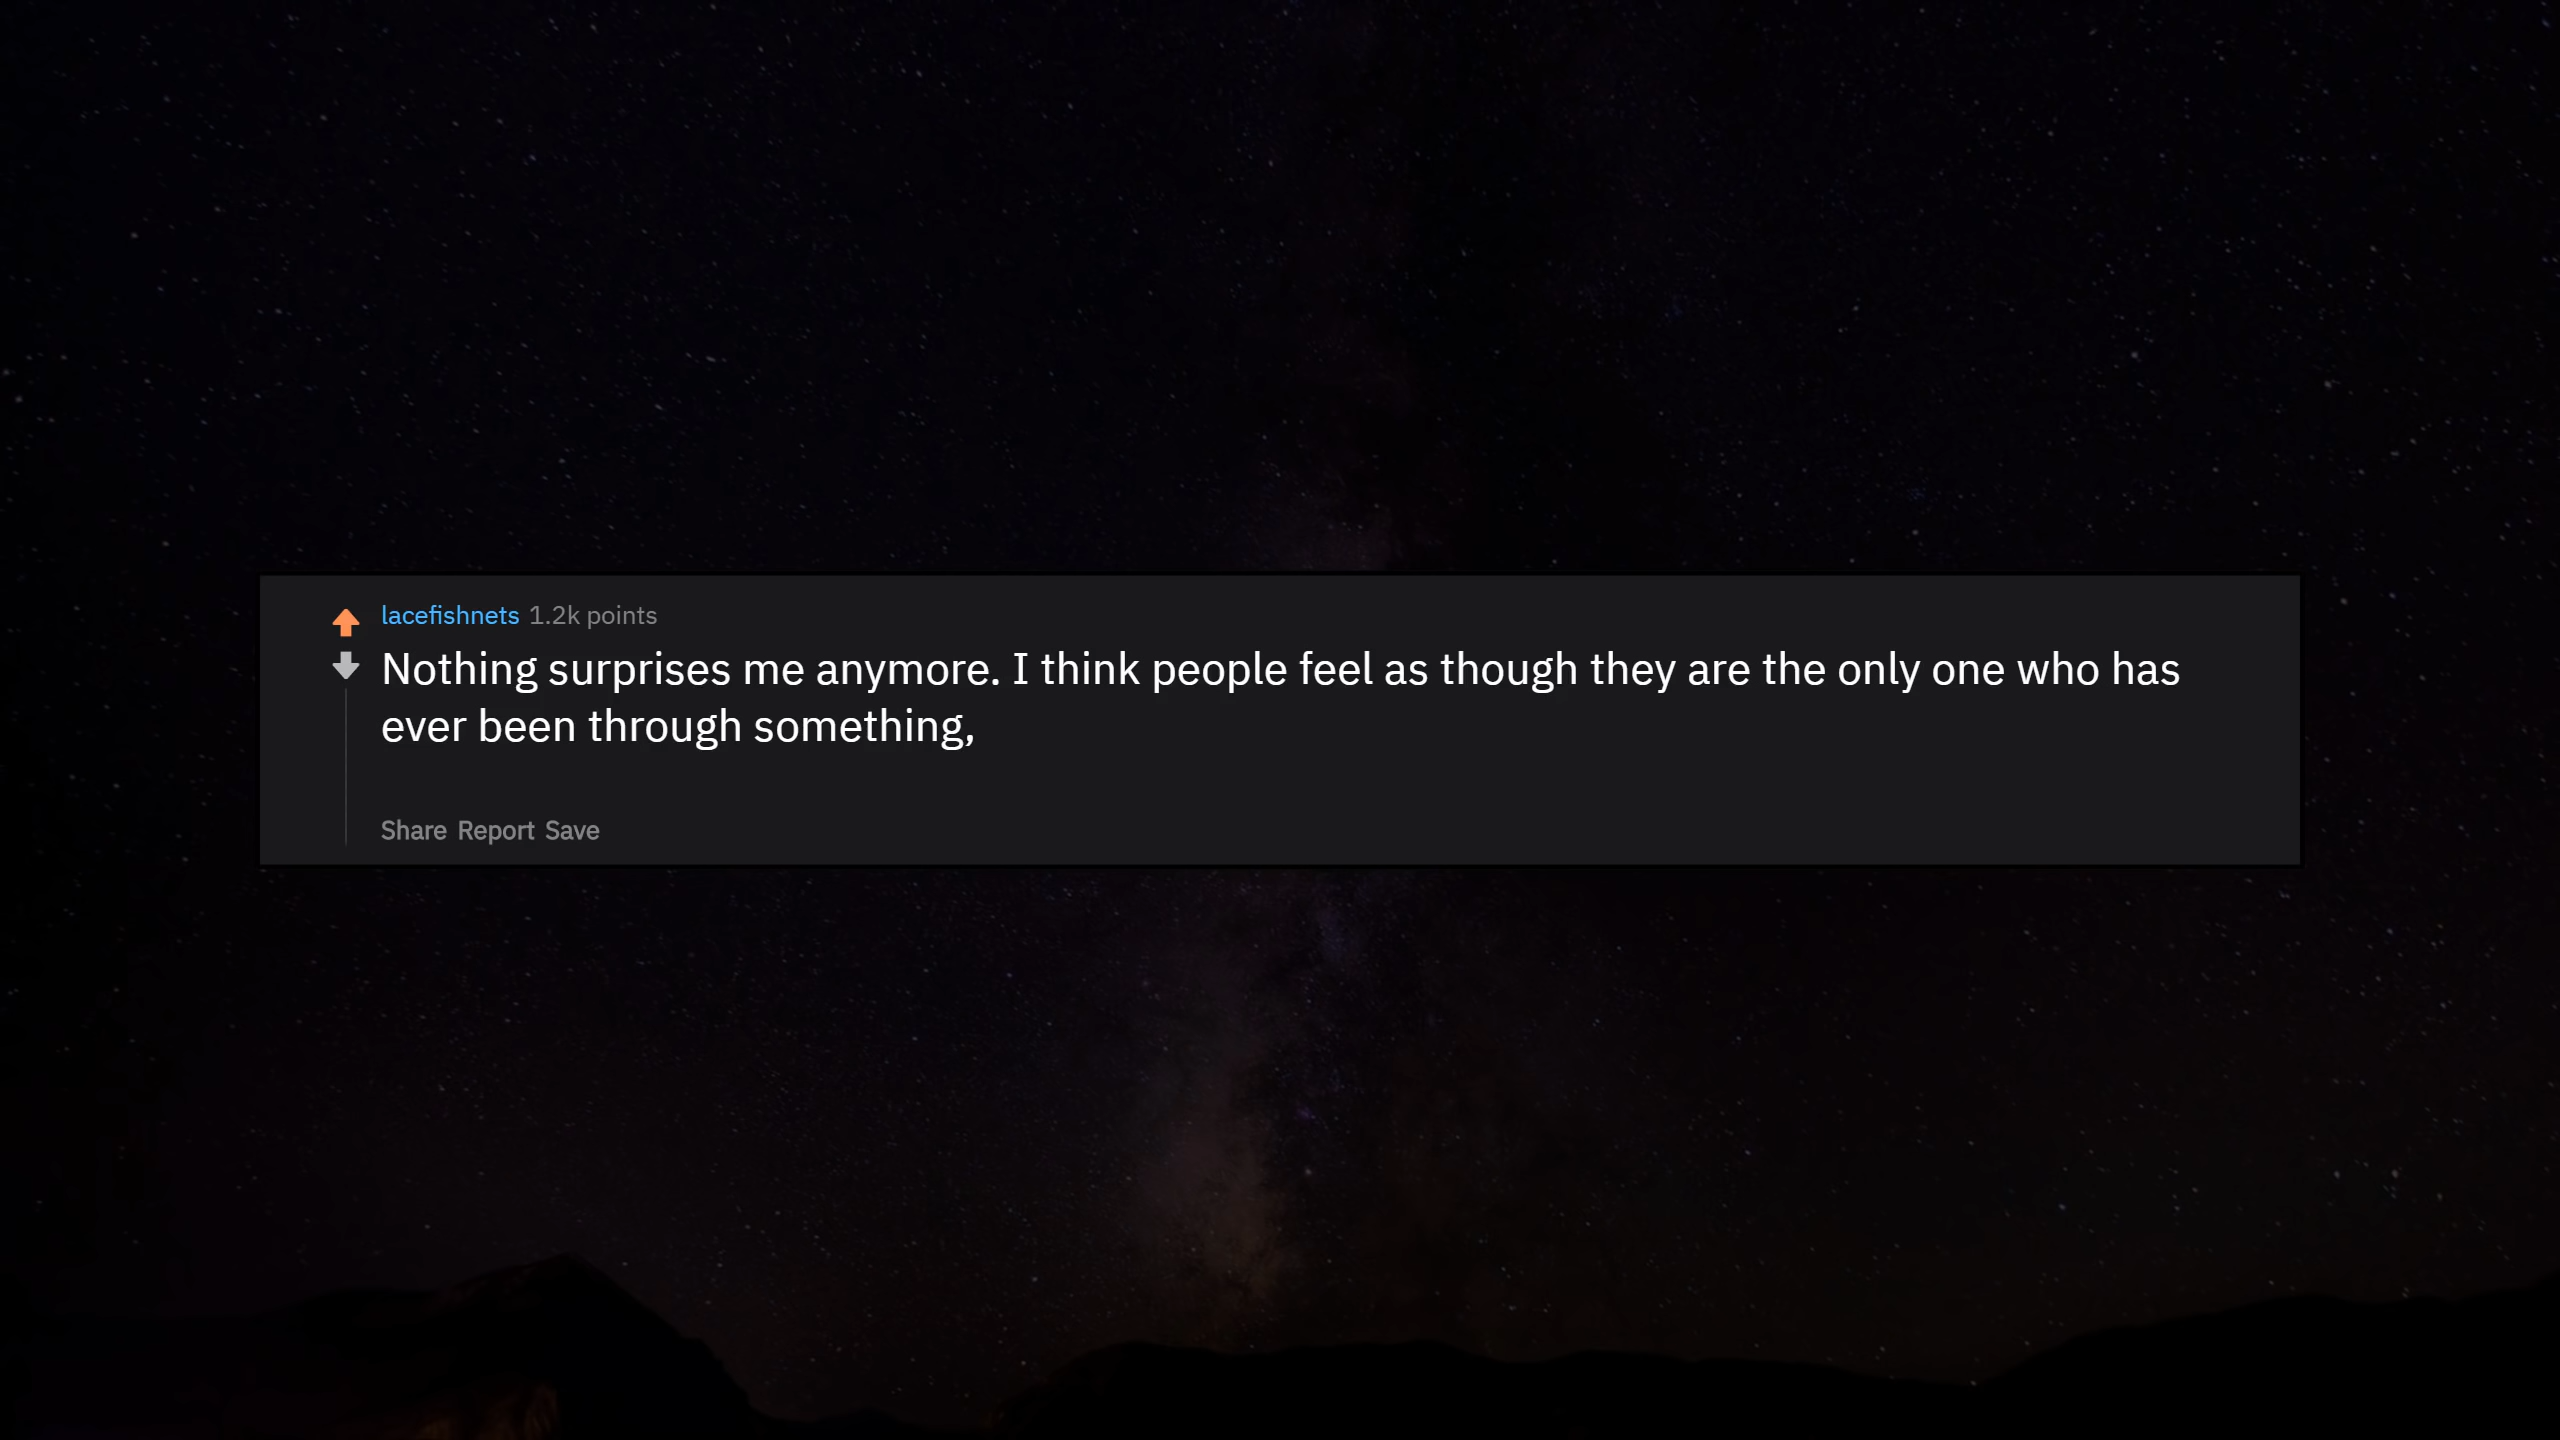 lacefishnets 1.2k points
Nothing surprises me anymore. I think people feel as though they are the only one who has
ever been through something,
Share Report Save